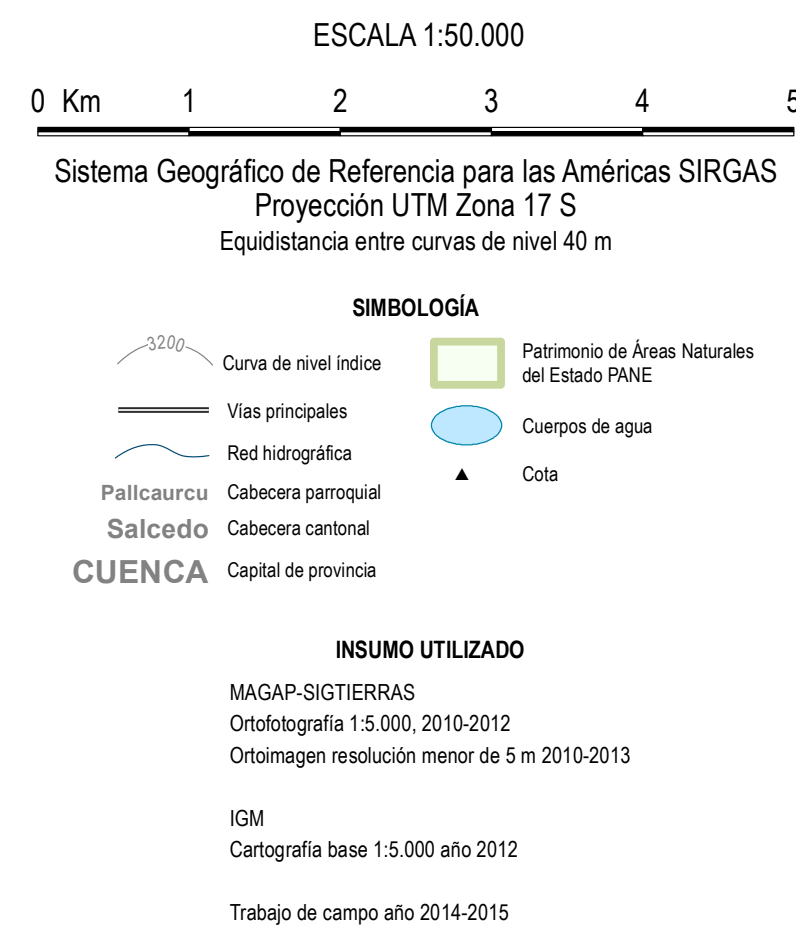 ESCALA 1:50.000
0 Km 1 2 3 4 5
Sistema Geográfico de Referencia para las Américas SIRGAS
Proyección UTM Zona 17 S
Equidistancia entre curvas de nivel 40 m
SIMBOLOGÍA
3200 Curva de nivel índice
Vías principales
Red hidrográfica
Pallcaurcu Cabecera parroquial
Salcedo Cabecera cantonal
CUENCA Capital de provincia
Patrimonio de Áreas Naturales
del Estado PANE
Cuerpos de agua
Cota
INSUMO UTILIZADO
MAGAP-SIGTIERRAS
Ortofotografía 1:5.000, 2010-2012
Ortoimagen resolución menor de 5 m 2010-2013
IGM
Cartografía base 1:5.000 año 2012
Trabajo de campo año 2014-2015